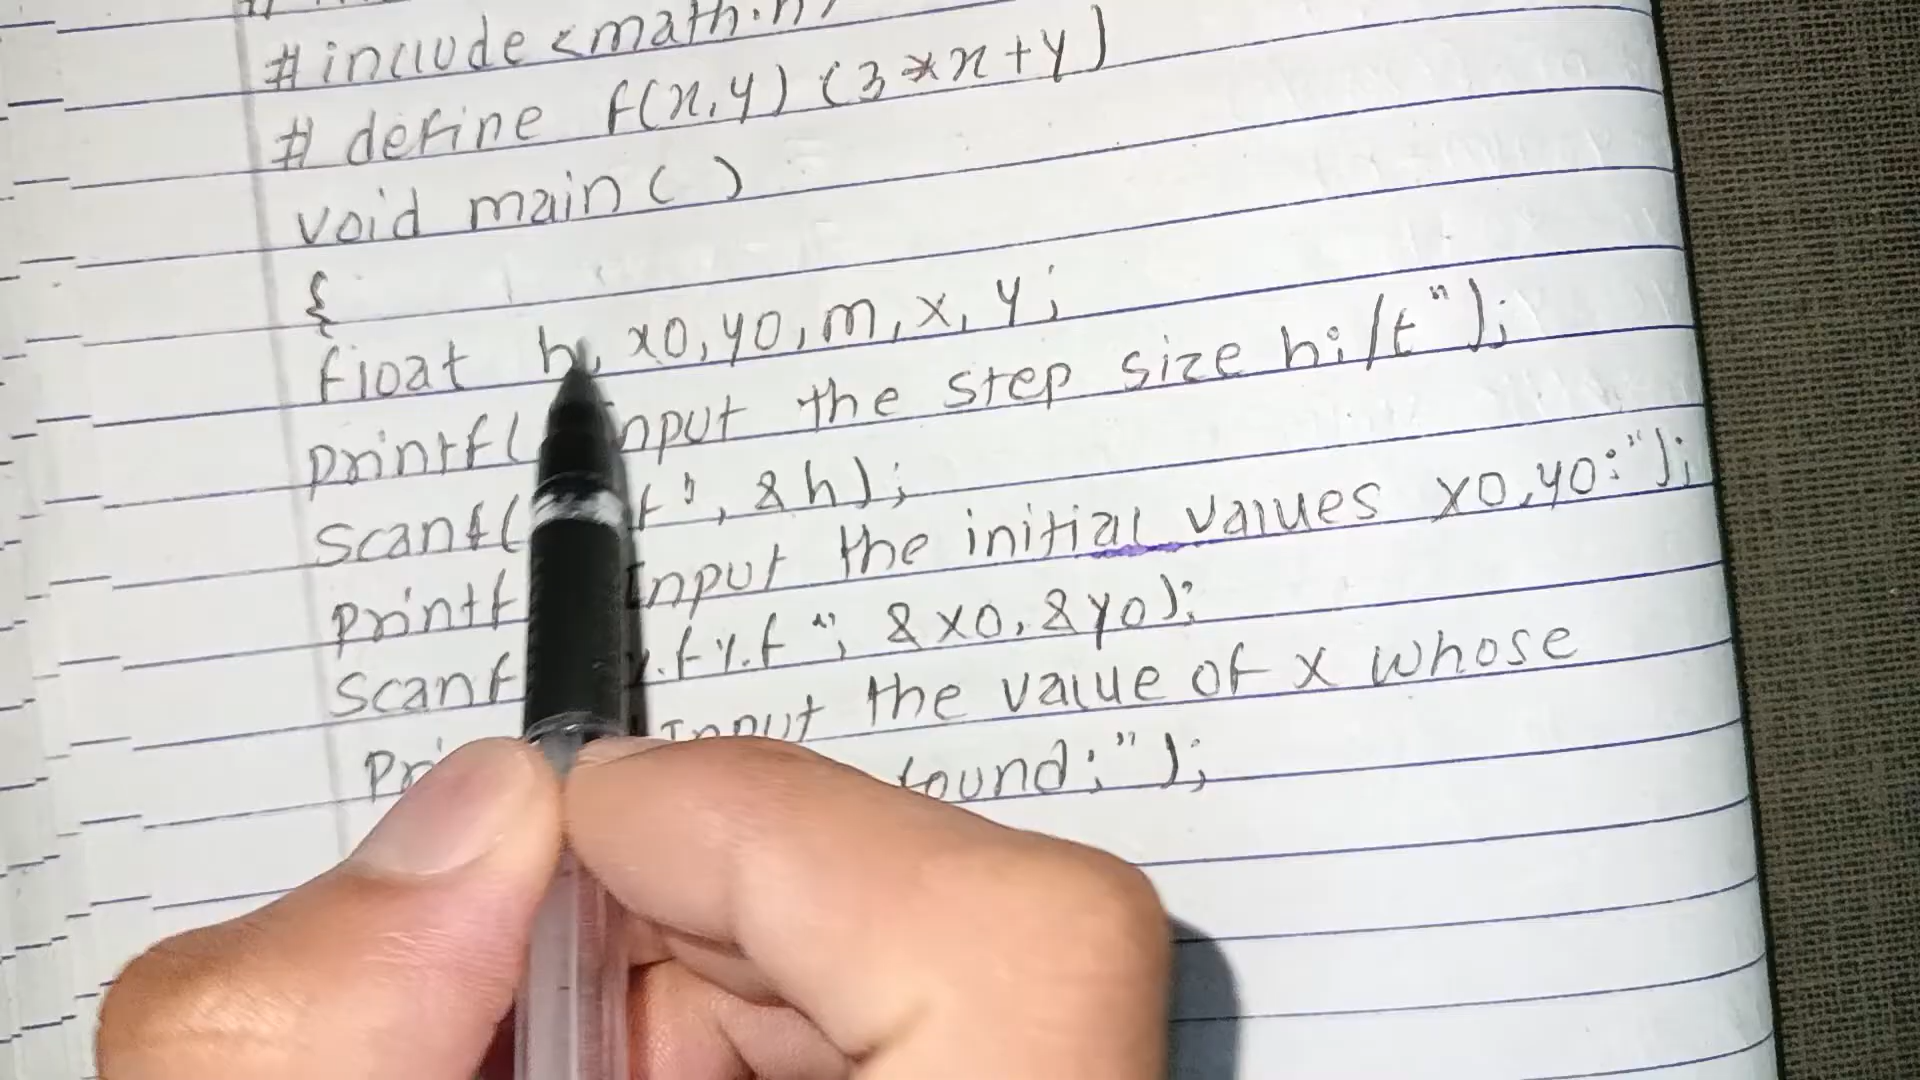 #include <math.h>
# define f(x,y) (3*x+y)
void main ( )
{
float h, x0, y0, m, x, y;
printf( Input the step size h:/t");
scanf( f", &h);
printf Input the initial values x0,y0:");
scanf %f%f", &x0, &y0);
Input the value of x whose
found:");